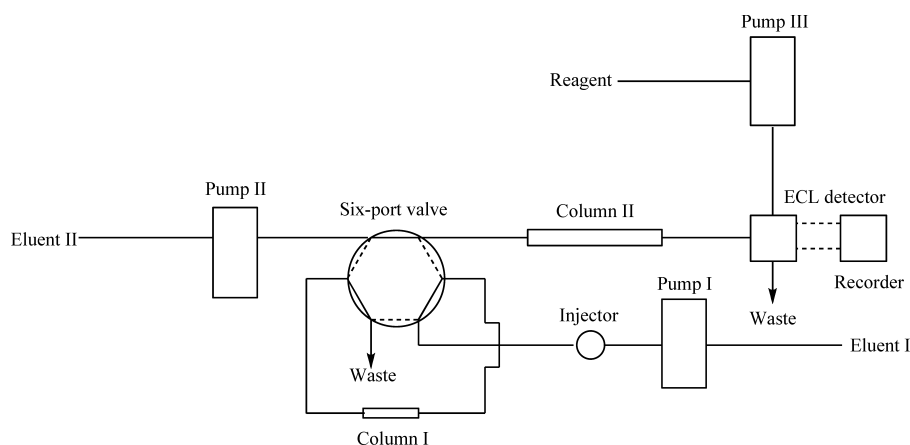 Pump III
Reagent
Pump II
ECL detector
Six-port valve
Column II
Eluent II
Recorder
Pump I
Injector
Waste
Eluent I
Waste
Column I